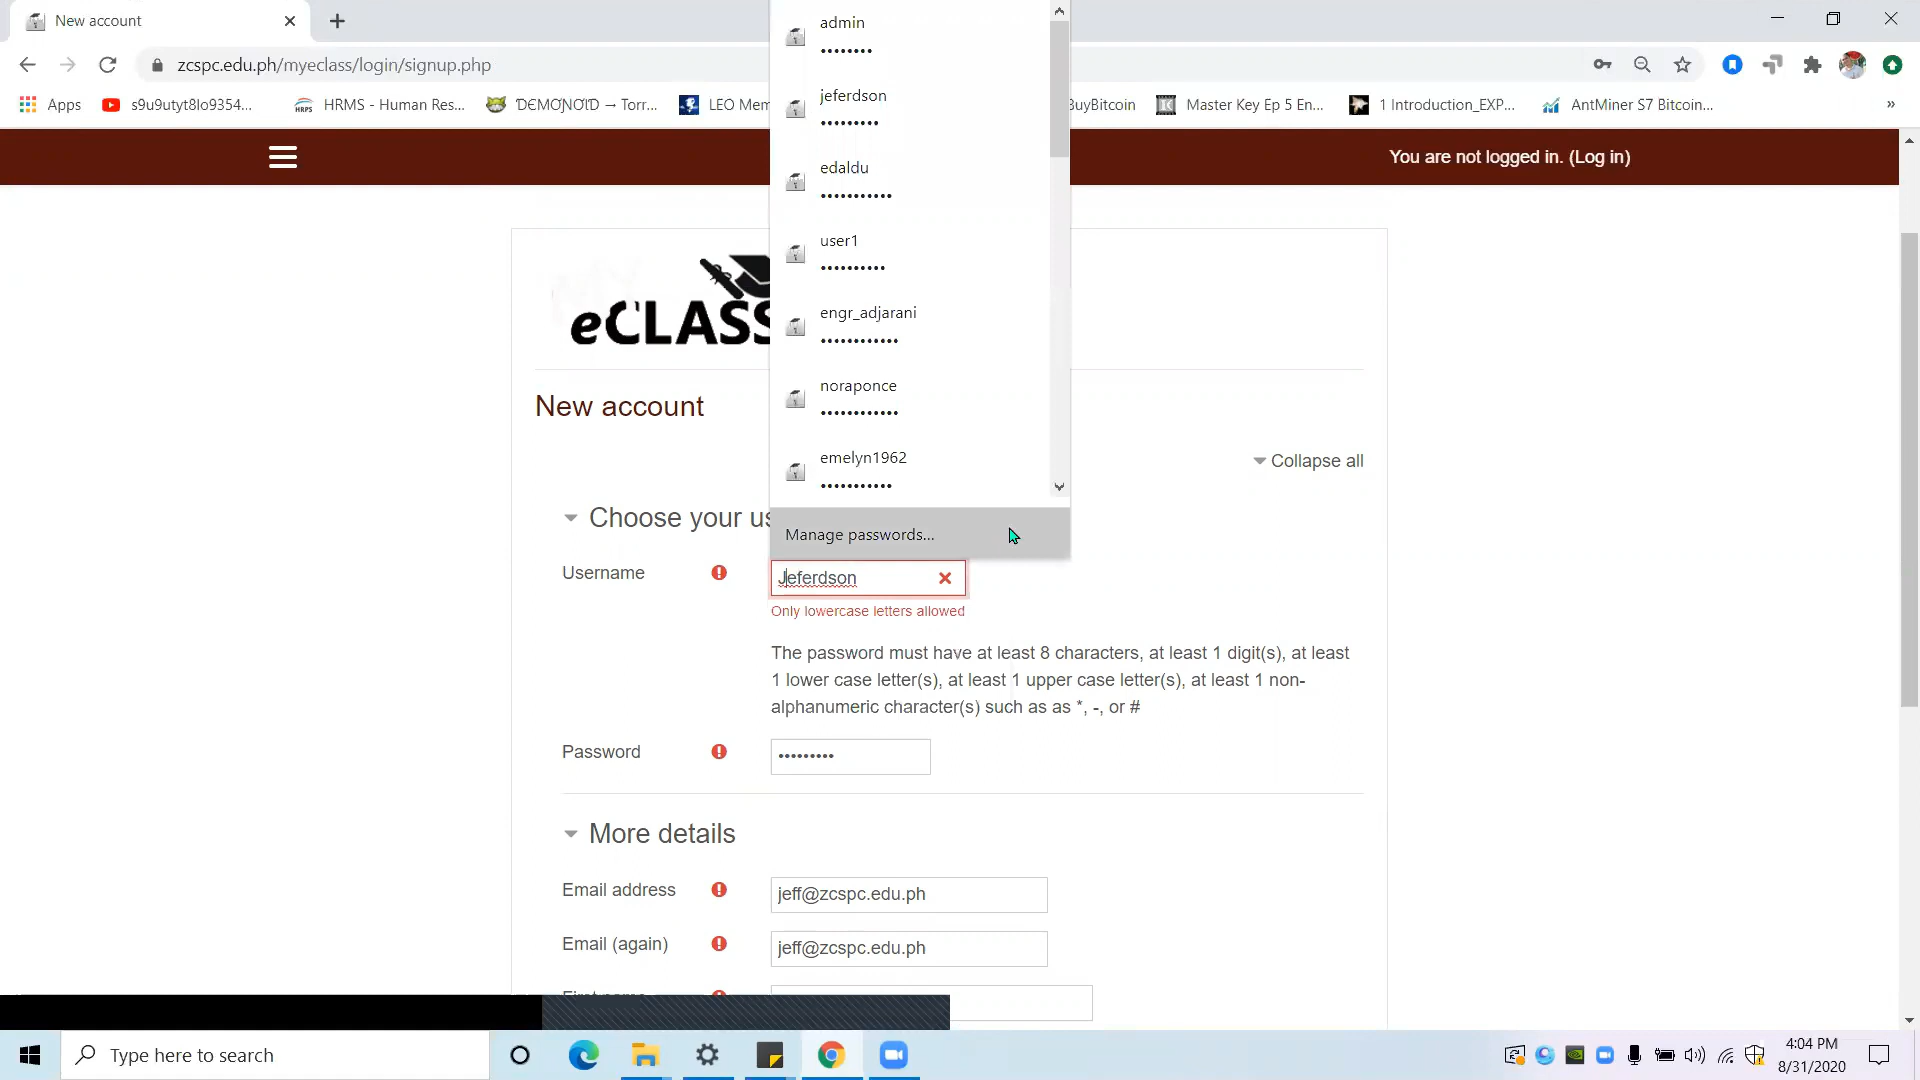 New account
zcspc.edu.ph/myeclass/login/signup.php
Apps
s9u9utyt8lo9354...
HRMS - Human Res...
HRPS
LEO Mem
BuyBitcoin
Master Key Ep 5 En...
1 Introduction_EXP...
AntMiner S7 Bitcoin...
»
You are not logged in. (Log in)
admin
••••••••
jeferdson
•••••••••
edaldu
•••••••••••
user1
••••••••••
engr_adjarani
••••••••••••
noraponce
••••••••••••
emelyn1962
•••••••••••
Manage passwords...
eCLASS
New account
Collapse all
Choose your us
Username
Jeferdson
Only lowercase letters allowed
The password must have at least 8 characters, at least 1 digit(s), at least
1 lower case letter(s), at least 1 upper case letter(s), at least 1 non-
alphanumeric character(s) such as as *, -, or #
Password
•••••••••
More details
Email address
jeff@zcspc.edu.ph
Email (again)
jeff@zcspc.edu.ph
Type here to search
4:04 PM
8/31/2020